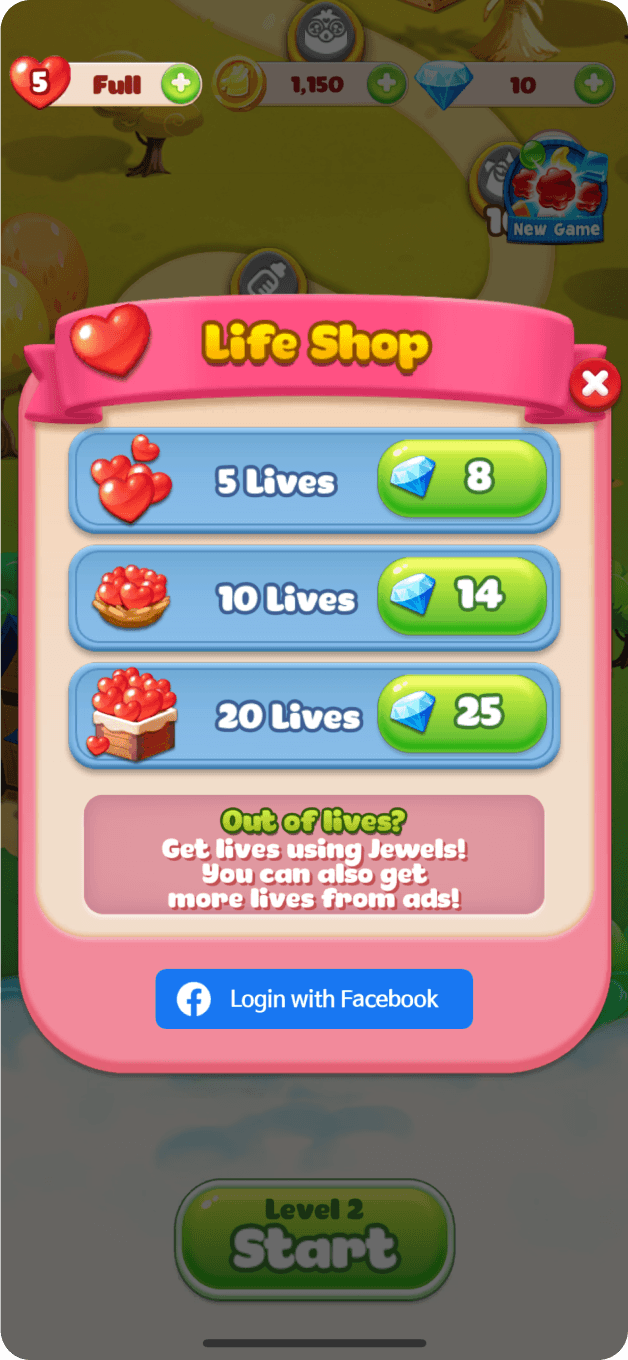 5
Full
1,150
10
New Game
Life Shop
5 Lives
8
10 Lives
14
20 Lives
25
Out of lives?
Get lives using Jewels!
You can also get
more lives from ads!
Login with Facebook
Level 2
Start